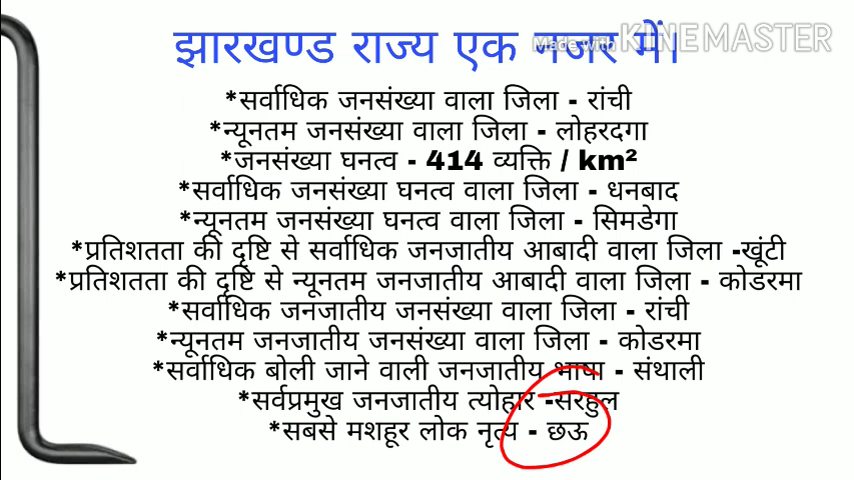 झारखण्ड राज्य एक नजर में।
Made with KINEMASTER
*सर्वाधिक जनसंख्या वाला जिला - रांची
*न्यूनतम जनसंख्या वाला जिला - लोहरदगा
*जनसंख्या घनत्व - 414 व्यक्ति / km²
*सर्वाधिक जनसंख्या घनत्व वाला जिला - धनबाद
*न्यूनतम जनसंख्या घनत्व वाला जिला - सिमडेगा
*प्रतिशतता की दृष्टि से सर्वाधिक जनजातीय आबादी वाला जिला -खूंटी
*प्रतिशतता की दृष्टि से न्यूनतम जनजातीय आबादी वाला जिला - कोडरमा
*सर्वाधिक जनजातीय जनसंख्या वाला जिला - रांची
*न्यूनतम जनजातीय जनसंख्या वाला जिला - कोडरमा
*सर्वाधिक बोली जाने वाली जनजातीय भाषा - संथाली
*सर्वप्रमुख जनजातीय त्योहार -सरहुल
*सबसे मशहूर लोक नृत्य - छऊ